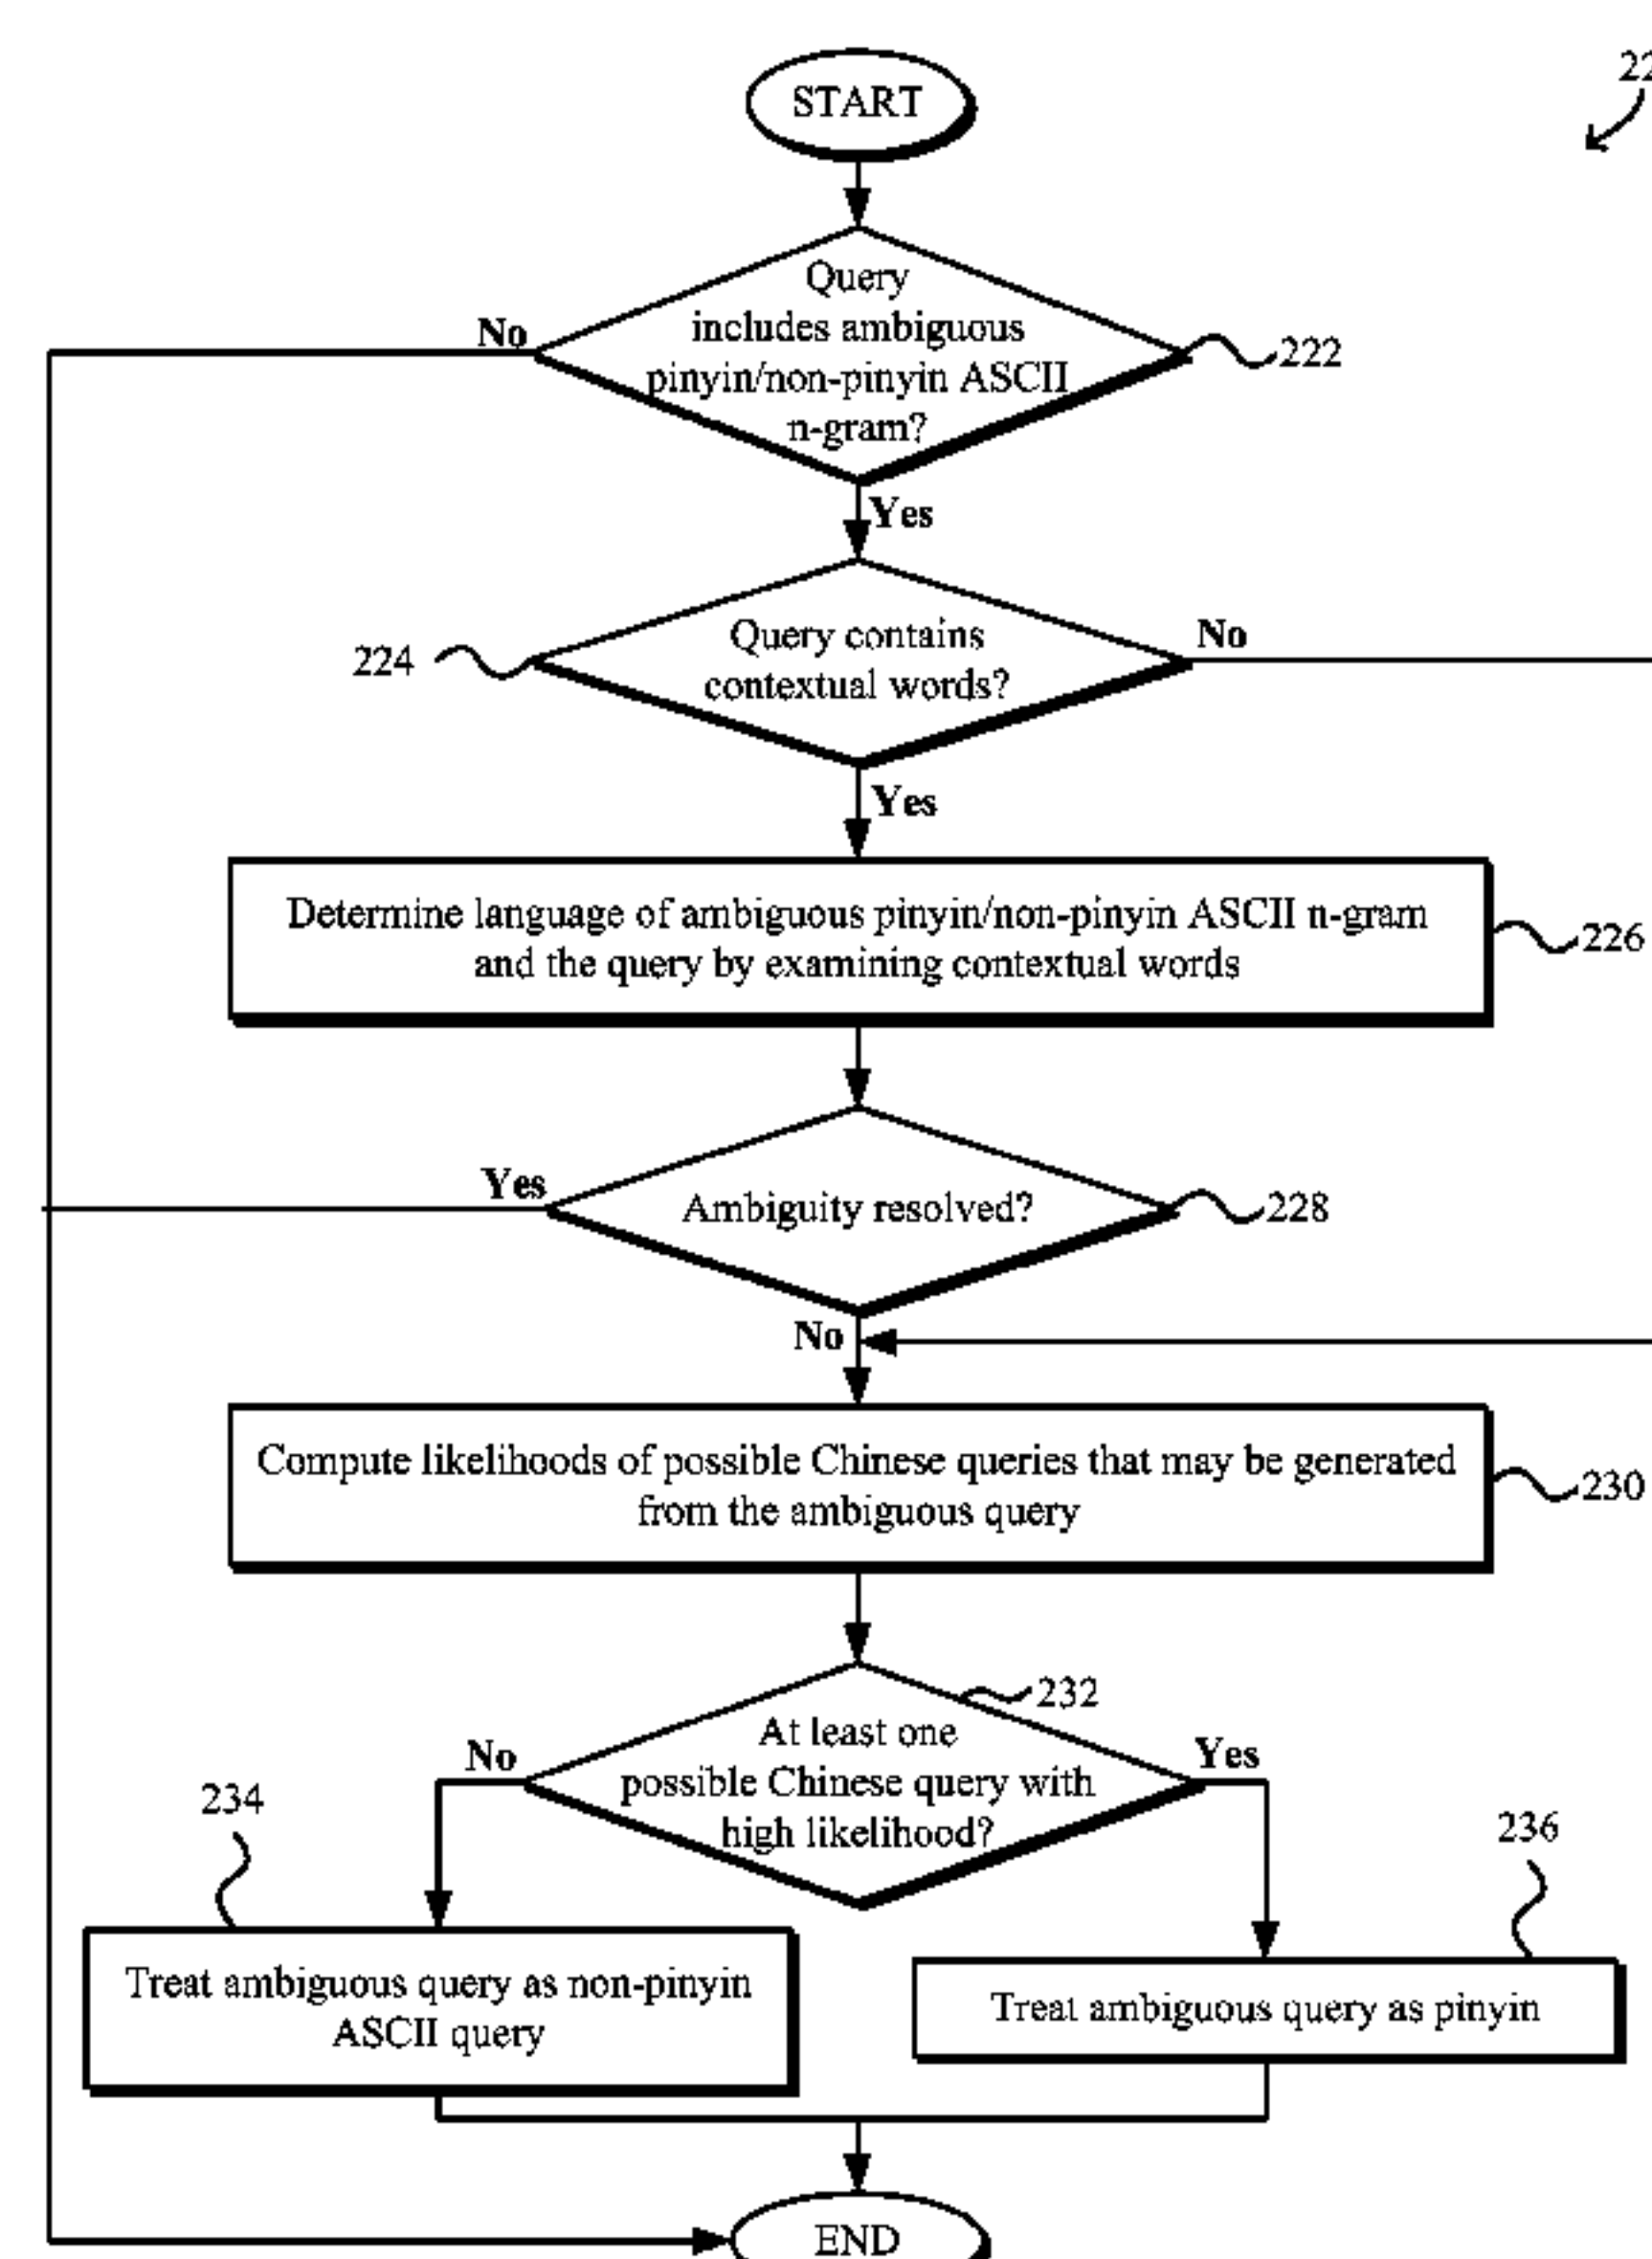 START
22
Query
includes ambiguous
pinyin/non-pinyin ASCII
n-gram?
No
222
Yes
Query contains
contextual words?
224
No
Yes
Determine language of ambiguous pinyin/non-pinyin ASCII n-gram
and the query by examining contextual words
226
Yes
Ambiguity resolved?
228
No
Compute likelihoods of possible Chinese queries that may be generated
from the ambiguous query
230
232
At least one
possible Chinese query with
high likelihood?
No
Yes
234
236
Treat ambiguous query as non-pinyin
ASCII query
Treat ambiguous query as pinyin
END